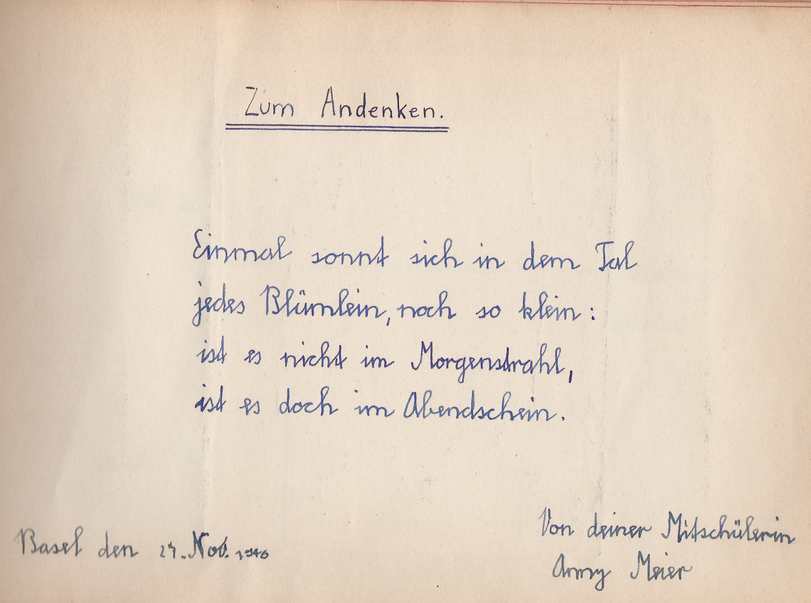 Zum Andenken.
Einmal sonnt sich in dem Tal
jedes Blümlein, noch so klein:
ist es nicht im Morgenstrahl,
ist es doch im Abendschein.
Basel den Nov. 1940
Von deiner Mitschülerin
Anny Meier